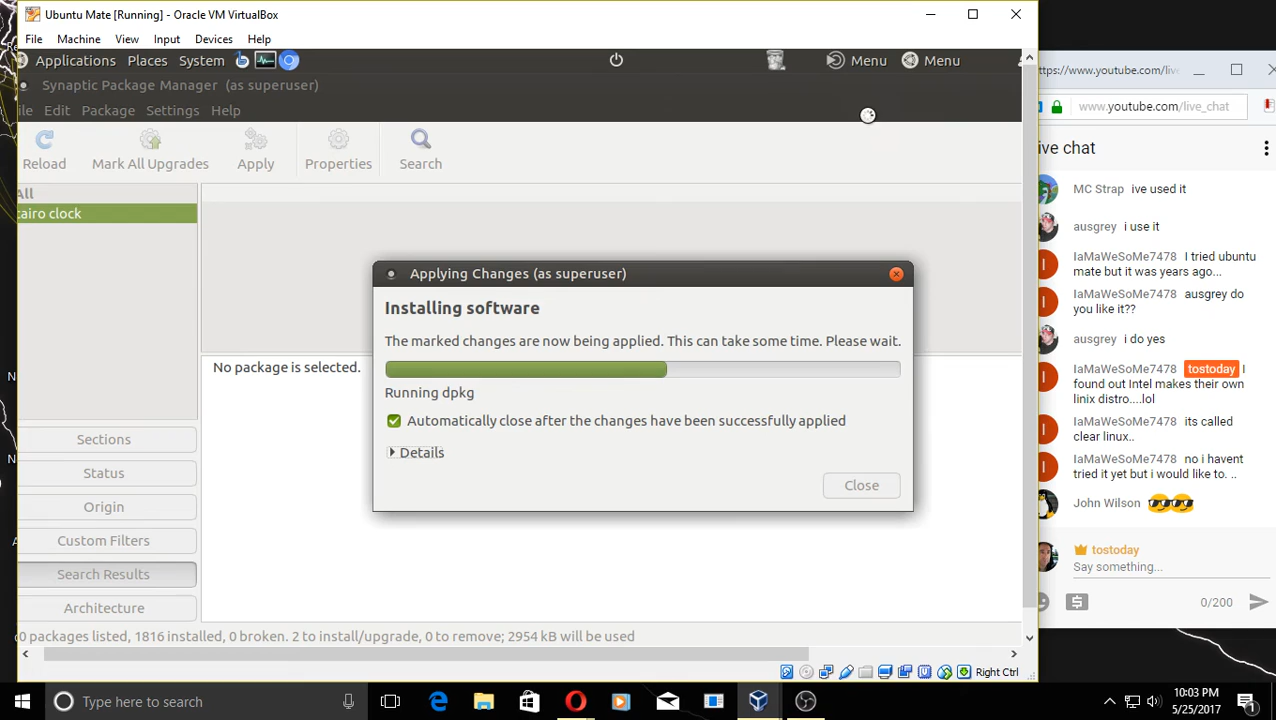 Ubuntu Mate [Running] - Oracle VM VirtualBox
File Machine View Input Devices Help
Applications Places System Menu Menu
Synaptic Package Manager (as superuser)
ile Edit Package Settings Help
Reload Mark All Upgrades Apply Properties Search
All
cairo clock
No package is selected.
Applying Changes (as superuser)
Installing software
The marked changes are now being applied. This can take some time. Please wait.
Running dpkg
Automatically close after the changes have been successfully applied
Details
Close
Sections
Status
Origin
Custom Filters
Search Results
Architecture
0 packages listed, 1816 installed, 0 broken. 2 to install/upgrade, 0 to remove; 2954 kB will be used
Right Ctrl
ttps://www.youtube.com/liv
www.youtube.com/live_chat
ive chat
MC Strap ive used it
ausgrey i use it
IaMaWeSoMe7478 I tried ubuntu
mate but it was years ago...
IaMaWeSoMe7478 ausgrey do
you like it??
ausgrey i do yes
IaMaWeSoMe7478 tostoday I
found out Intel makes their own
linix distro....lol
IaMaWeSoMe7478 its called
clear linux..
IaMaWeSoMe7478 no i havent
tried it yet but i would like to. ..
John Wilson
tostoday
Say something...
0/200
Type here to search
10:03 PM
5/25/2017